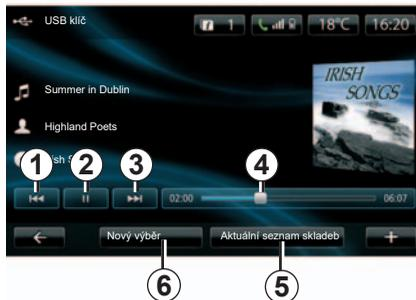 USB klíč
1
18°C
16:20
IRISH
SONGS
Summer in Dublin
Highland Poets
1
2
3
4
02:00
06:07
Nový výběr
Aktuální seznam skladeb
6
5